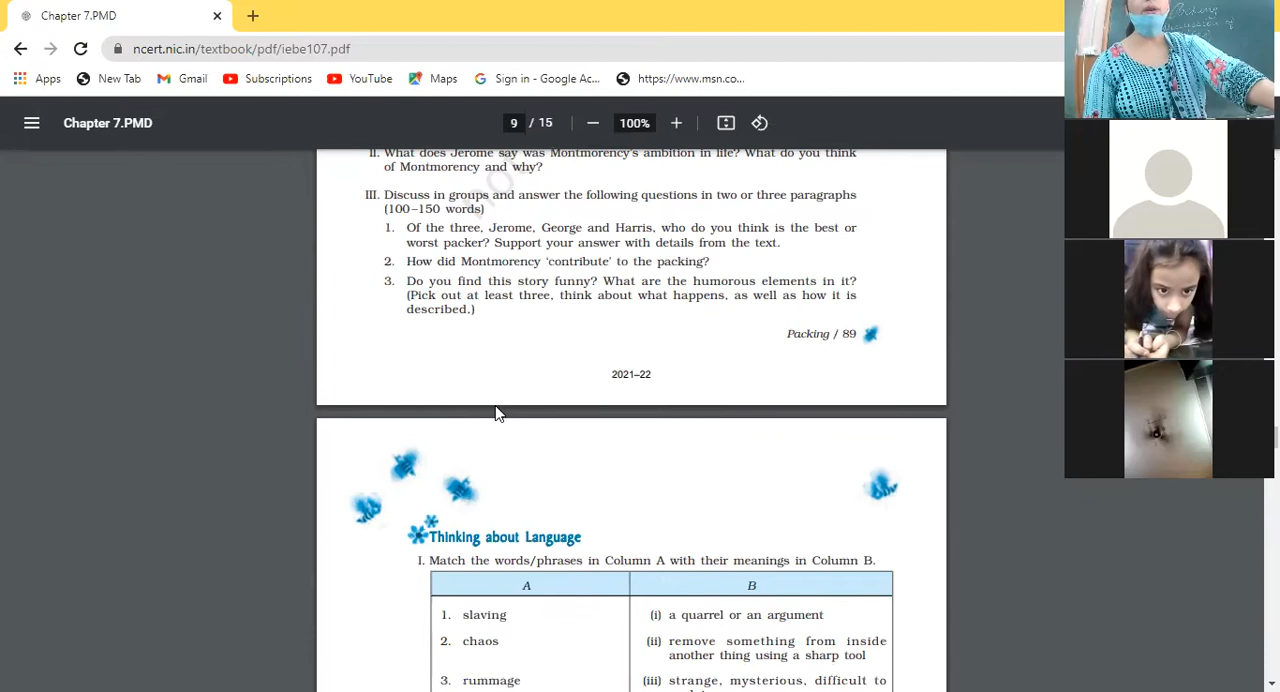 Chapter 7.PMD
ncert.nic.in/textbook/pdf/iebe107.pdf
Apps New Tab Gmail Subscriptions YouTube Maps Sign in - Google Ac... https://www.msn.co...
Chapter 7.PMD 9 / 15 100%
II. What does Jerome say was Montmorency's ambition in life? What do you think
of Montmorency and why?
III. Discuss in groups and answer the following questions in two or three paragraphs
(100–150 words)
1. Of the three, Jerome, George and Harris, who do you think is the best or
worst packer? Support your answer with details from the text.
2. How did Montmorency ‘contribute’ to the packing?
3. Do you find this story funny? What are the humorous elements in it?
(Pick out at least three, think about what happens, as well as how it is
described.)
Packing / 89
2021–22
Thinking about Language
I. Match the words/phrases in Column A with their meanings in Column B.
A B
1. slaving (i) a quarrel or an argument
2. chaos (ii) remove something from inside
another thing using a sharp tool
3. rummage (iii) strange, mysterious, difficult to